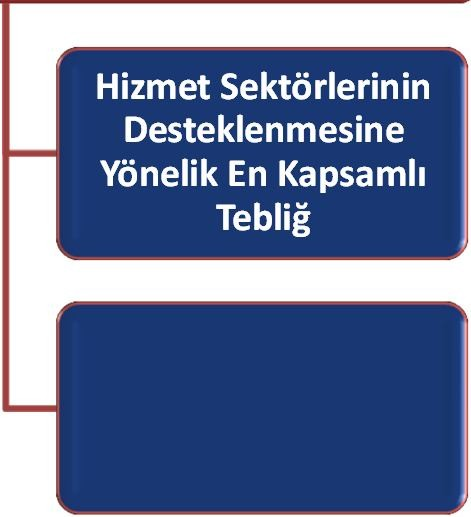 Hizmet Sektörlerinin
Desteklenmesine
Yönelik En Kapsamlı
Tebliğ